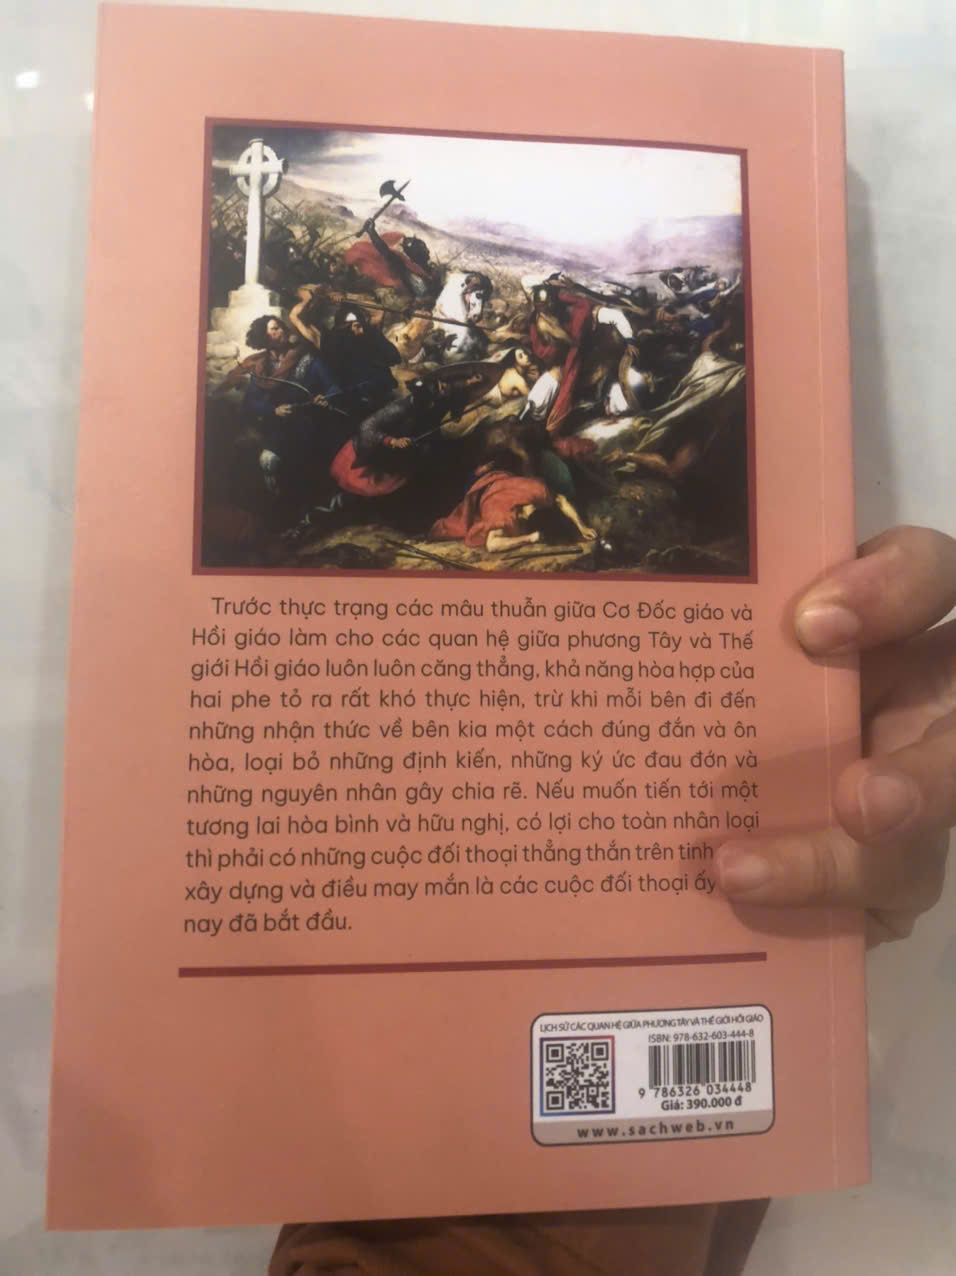 Trước thực trạng các mâu thuẫn giữa Cơ Đốc giáo và
Hồi giáo làm cho các quan hệ giữa phương Tây và Thế
giới Hồi giáo luôn luôn căng thẳng, khả năng hòa hợp của
hai phe tỏ ra rất khó thực hiện, trừ khi mỗi bên đi đến
những nhận thức về bên kia một cách đúng đắn và ôn
hòa, loại bỏ những định kiến, những ký ức đau đớn và
những nguyên nhân gây chia rẽ. Nếu muốn tiến tới một
tương lai hòa bình và hữu nghị, có lợi cho toàn nhân loại
thì phải có những cuộc đối thoại thẳng thắn trên tinh
xây dựng và điều may mắn là các cuộc đối thoại ấy
nay đã bắt đầu.
LỊCH SỬ CÁC QUAN HỆ GIỮA PHƯƠNG TÂY VÀ THẾ GIỚI HỒI GIÁO
ISBN: 978-632-603-444-8
9 786326 034448
Giá: 390.000 đ
www.sachweb.vn